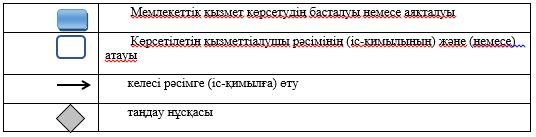 Мемлекеттік қызмет көрсетудің басталуы немесе аяқталуы
Көрсетілетін қызметтіалушы рәсімінің (іс-қимылының) және (немесе)
атауы
келесі рәсімге (іс-қимылға) өту
таңдау нұсқасы